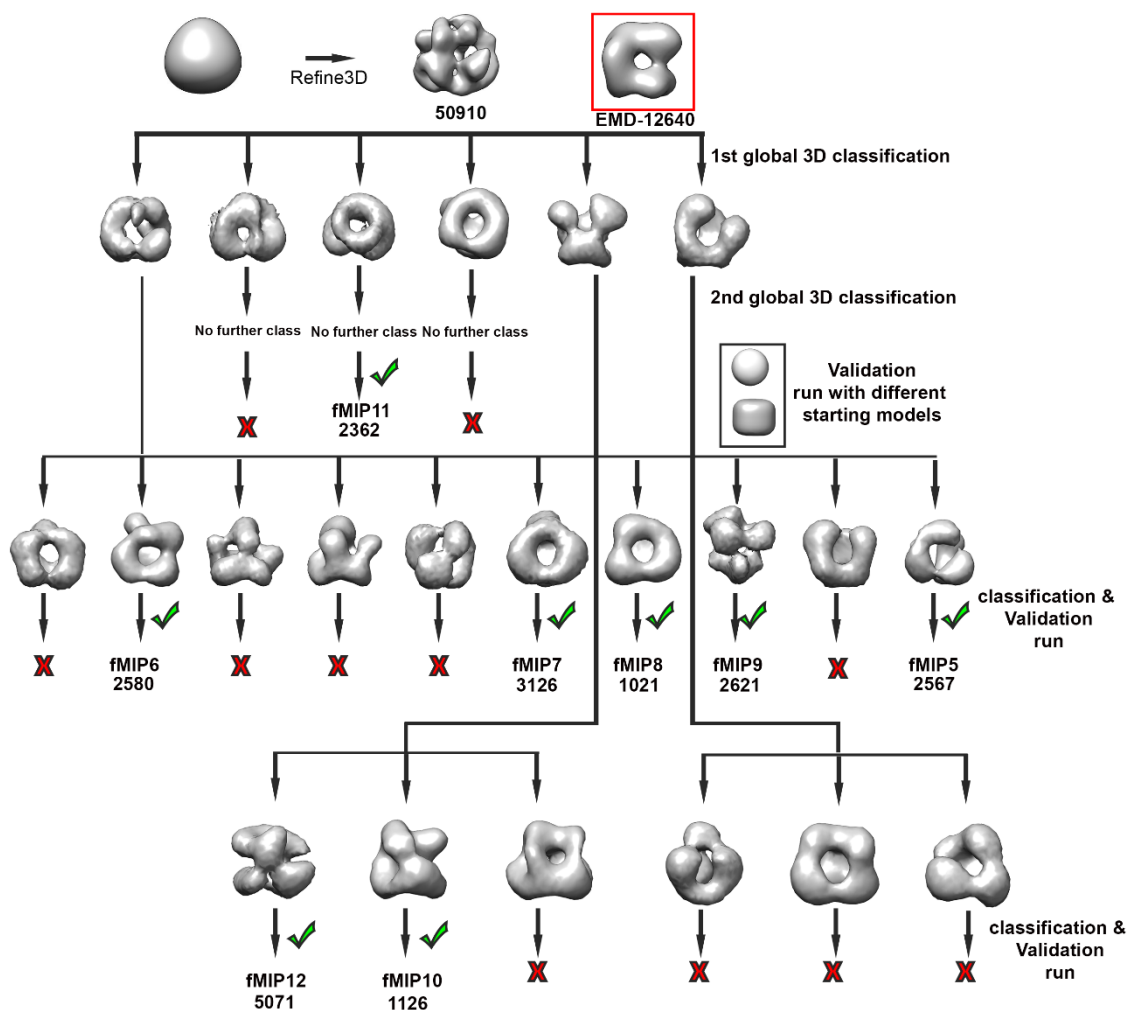 Refine3D
50910
EMD-12640
1st global 3D classification
2nd global 3D classification
No further class
No further class
No further class
Validation
run with different
starting models
X
fMIP11
2362
X
classification &
Validation
run
X
fMIP6
2580
X
X
X
fMIP7
3126
fMIP8
1021
fMIP9
2621
X
fMIP5
2567
classification &
Validation
run
fMIP12
5071
fMIP10
1126
X
X
X
X